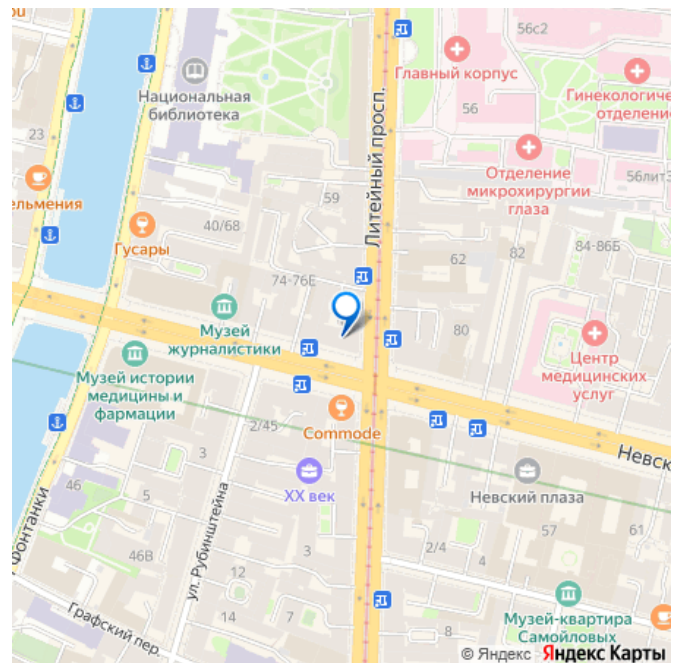 ou
56с2
Главный корпус
Национальная
библиотека
Литейный просп.
56
Гинекологиче
отделение
23
Отделение
микрохирургии
глаза
56лит
ельмения
59
40/68
Гусары
62
82
84-86Б
74-76Е
Музей
журналистики
80
Центр
медицинских
услуг
Музей истории
медицины и
фармации
2/45
Commode
Невск
3
46
5
XX век
Невский плаза
Фонтанки
ул. Рубинштейна
57
61
46В
3
2/4
4
12
Графский пер.
14
7
Музей-квартира
Самойловых
© Яндекс Яндекс Карты